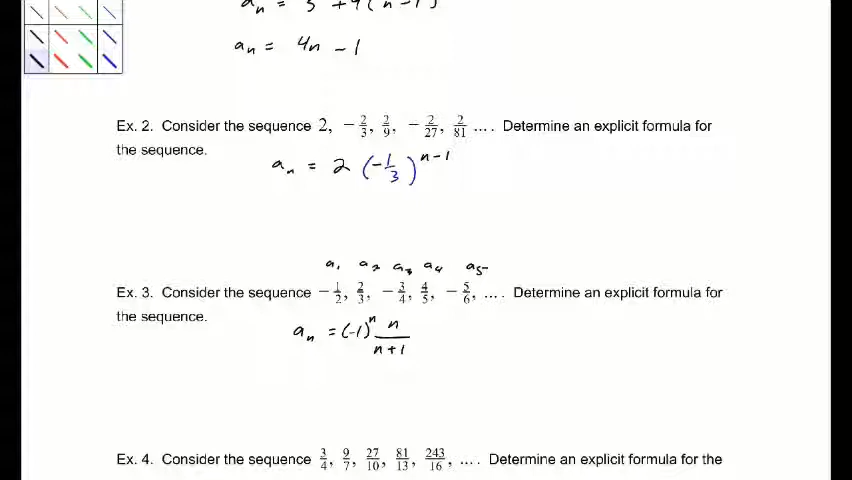 aₙ = 3 + 4(n-1)
aₙ = 4n - 1
Ex. 2. Consider the sequence 2, -2/3, 2/9, -2/27, 2/81 .... Determine an explicit formula for
the sequence.
aₙ = 2(-1/3)ⁿ⁻¹
a₁ a₂ a₃ a₄ a₅
Ex. 3. Consider the sequence -1/2, 2/3, -3/4, 4/5, -5/6, .... Determine an explicit formula for
the sequence.
aₙ = (-1)ⁿ n/(n+1)
Ex. 4. Consider the sequence 3/4, 9/7, 27/10, 81/13, 243/16, .... Determine an explicit formula for the